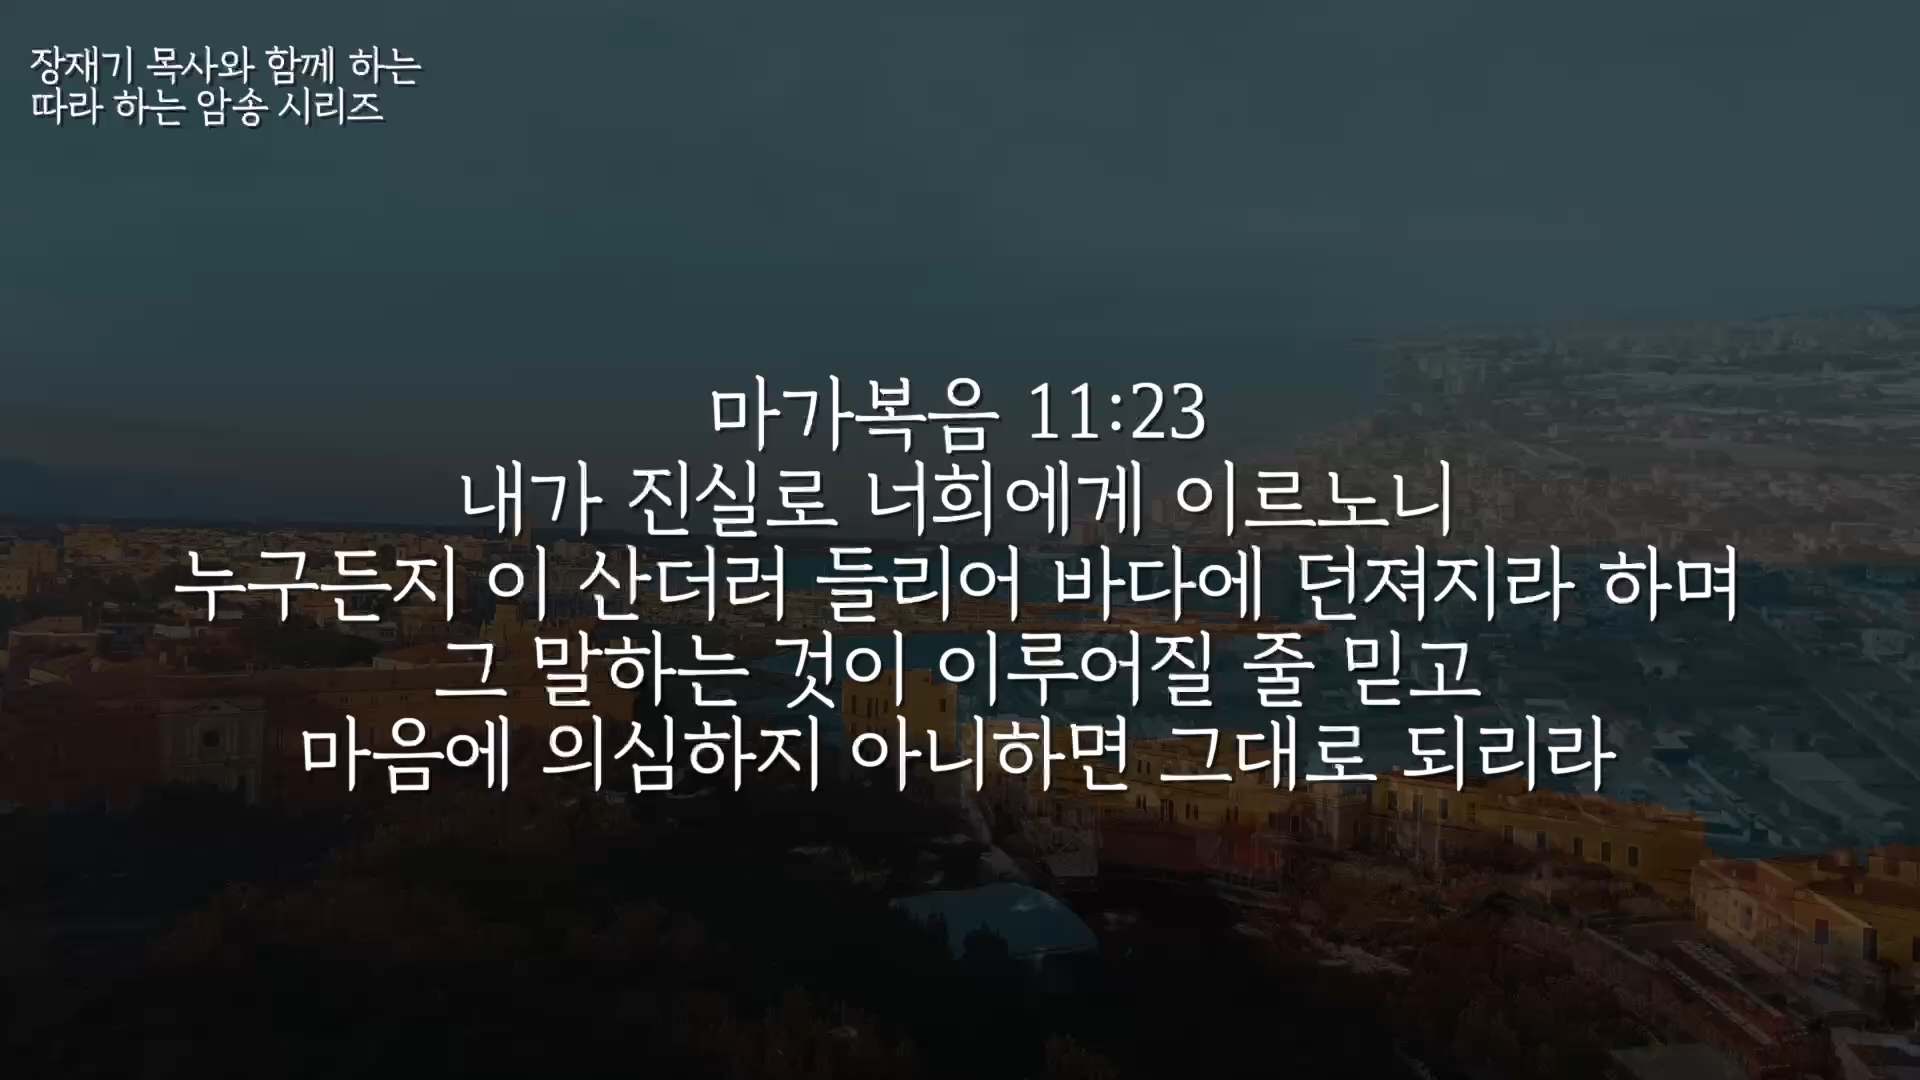 장재기 목사와 함께 하는
따라 하는 암송 시리즈
마가복음 11:23
내가 진실로 너희에게 이르노니
누구든지 이 산더러 들리어 바다에 던져지라 하며
그 말하는 것이 이루어질 줄 믿고
마음에 의심하지 아니하면 그대로 되리라